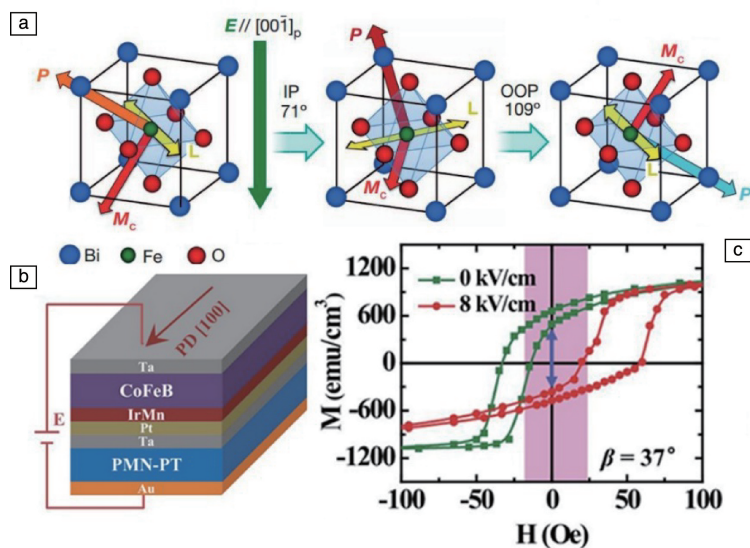 a
E// [001̄]p
P
L
Mc
IP
71°
P
L
Mc
OOP
109°
Mc
L
P
Bi
Fe
O
b
PD [100]
E
Ta
CoFeB
IrMn
Pt
Ta
PMN-PT
Au
c
0 kV/cm
8 kV/cm
M (emu/cm³)
1200
600
0
-600
-1200
β = 37°
-100
-50
0
50
100
H (Oe)